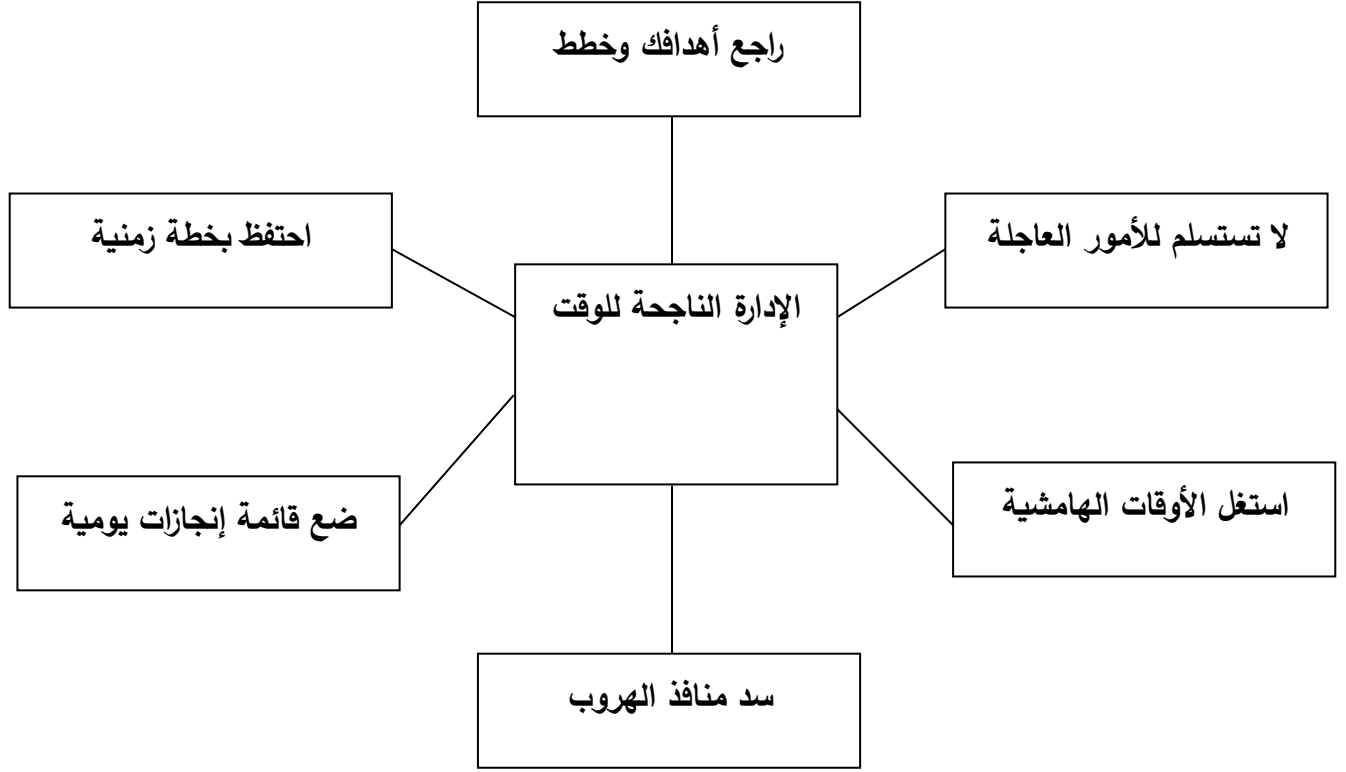 راجع أهدافك وخطط
لا تستسلم للأمور العاجلة
احتفظ بخطة زمنية
الإدارة الناجحة للوقت
استغل الأوقات الهامشية
ضع قائمة إنجازات يومية
سد منافذ الهروب